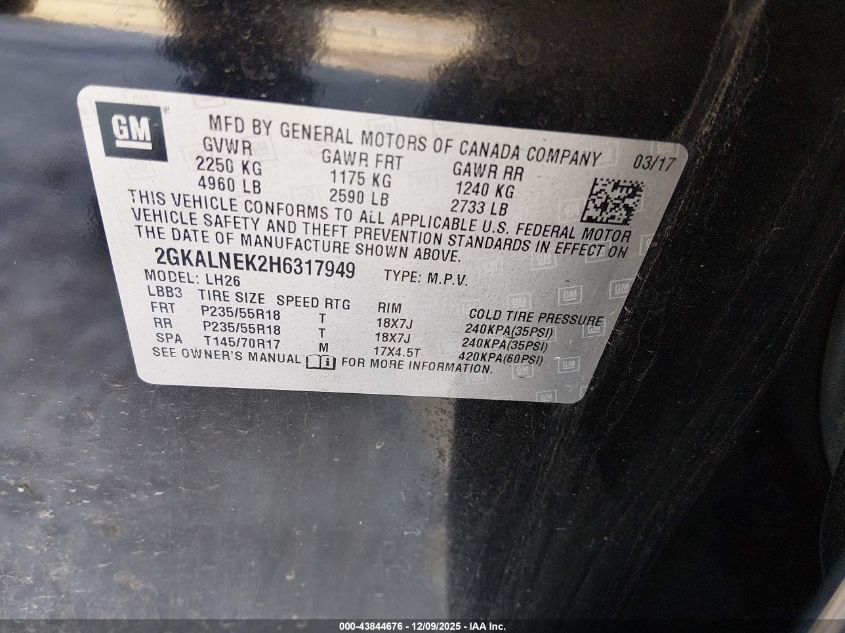 GM ® MFD BY GENERAL MOTORS OF CANADA COMPANY 03/17
GVWR GAWR FRT GAWR RR
2250 KG 1175 KG 1240 KG
4960 LB 2590 LB 2733 LB
THIS VEHICLE CONFORMS TO ALL APPLICABLE U.S. FEDERAL MOTOR
VEHICLE SAFETY AND THEFT PREVENTION STANDARDS IN EFFECT ON
THE DATE OF MANUFACTURE SHOWN ABOVE.
2GKALNEK2H6317949 TYPE: M.P.V.
MODEL: LH26
LBB3 TIRE SIZE SPEED RTG RIM COLD TIRE PRESSURE
FRT P235/55R18 T 18X7J 240KPA(35PSI)
RR P235/55R18 T 18X7J 240KPA(35PSI)
SPA T145/70R17 M 17X4.5T 420KPA(60PSI)
SEE OWNER'S MANUAL FOR MORE INFORMATION.
000-43844676 - 12/09/2025 - IAA Inc.